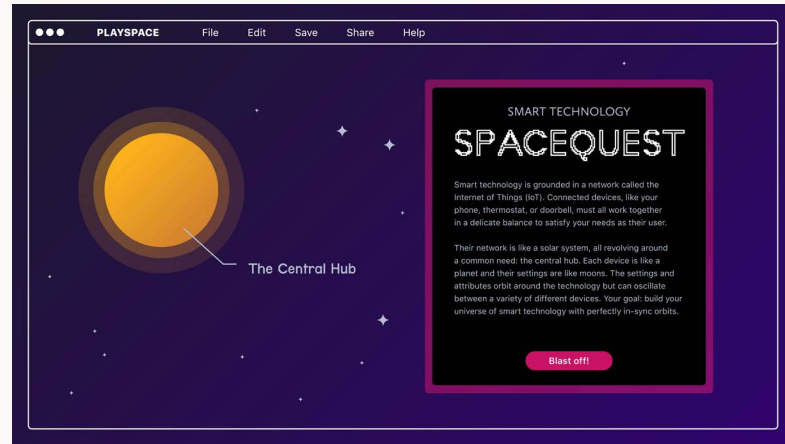 PLAYSPACE File Edit Save Share Help
The Central Hub
SMART TECHNOLOGY
SPACEQUEST
Smart technology is grounded in a network called the
Internet of Things (IoT). Connected devices, like your
phone, thermostat, or doorbell, must all work together
in a delicate balance to satisfy your needs as their user.
Their network is like a solar system, all revolving around
a common need: the central hub. Each device is like a
planet and their settings are like moons. The settings and
attributes orbit around the technology but can oscillate
between a variety of different devices. Your goal: build your
universe of smart technology with perfectly in-sync orbits.
Blast off!